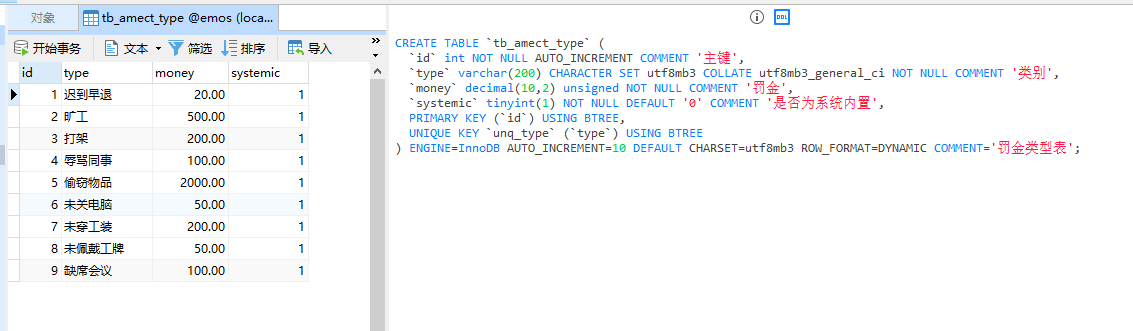 对象
tb_amect_type @emos (loca...
开始事务 文本 筛选 排序 导入 »
id type money systemic
1 迟到早退 20.00 1
2 旷工 500.00 1
3 打架 200.00 1
4 辱骂同事 100.00 1
5 偷窃物品 2000.00 1
6 未关电脑 50.00 1
7 未穿工装 200.00 1
8 未佩戴工牌 50.00 1
9 缺席会议 100.00 1
DDL
CREATE TABLE `tb_amect_type` (
`id` int NOT NULL AUTO_INCREMENT COMMENT '主键',
`type` varchar(200) CHARACTER SET utf8mb3 COLLATE utf8mb3_general_ci NOT NULL COMMENT '类别',
`money` decimal(10,2) unsigned NOT NULL COMMENT '罚金',
`systemic` tinyint(1) NOT NULL DEFAULT '0' COMMENT '是否为系统内置',
PRIMARY KEY (`id`) USING BTREE,
UNIQUE KEY `unq_type` (`type`) USING BTREE
) ENGINE=InnoDB AUTO_INCREMENT=10 DEFAULT CHARSET=utf8mb3 ROW_FORMAT=DYNAMIC COMMENT='罚金类型表';